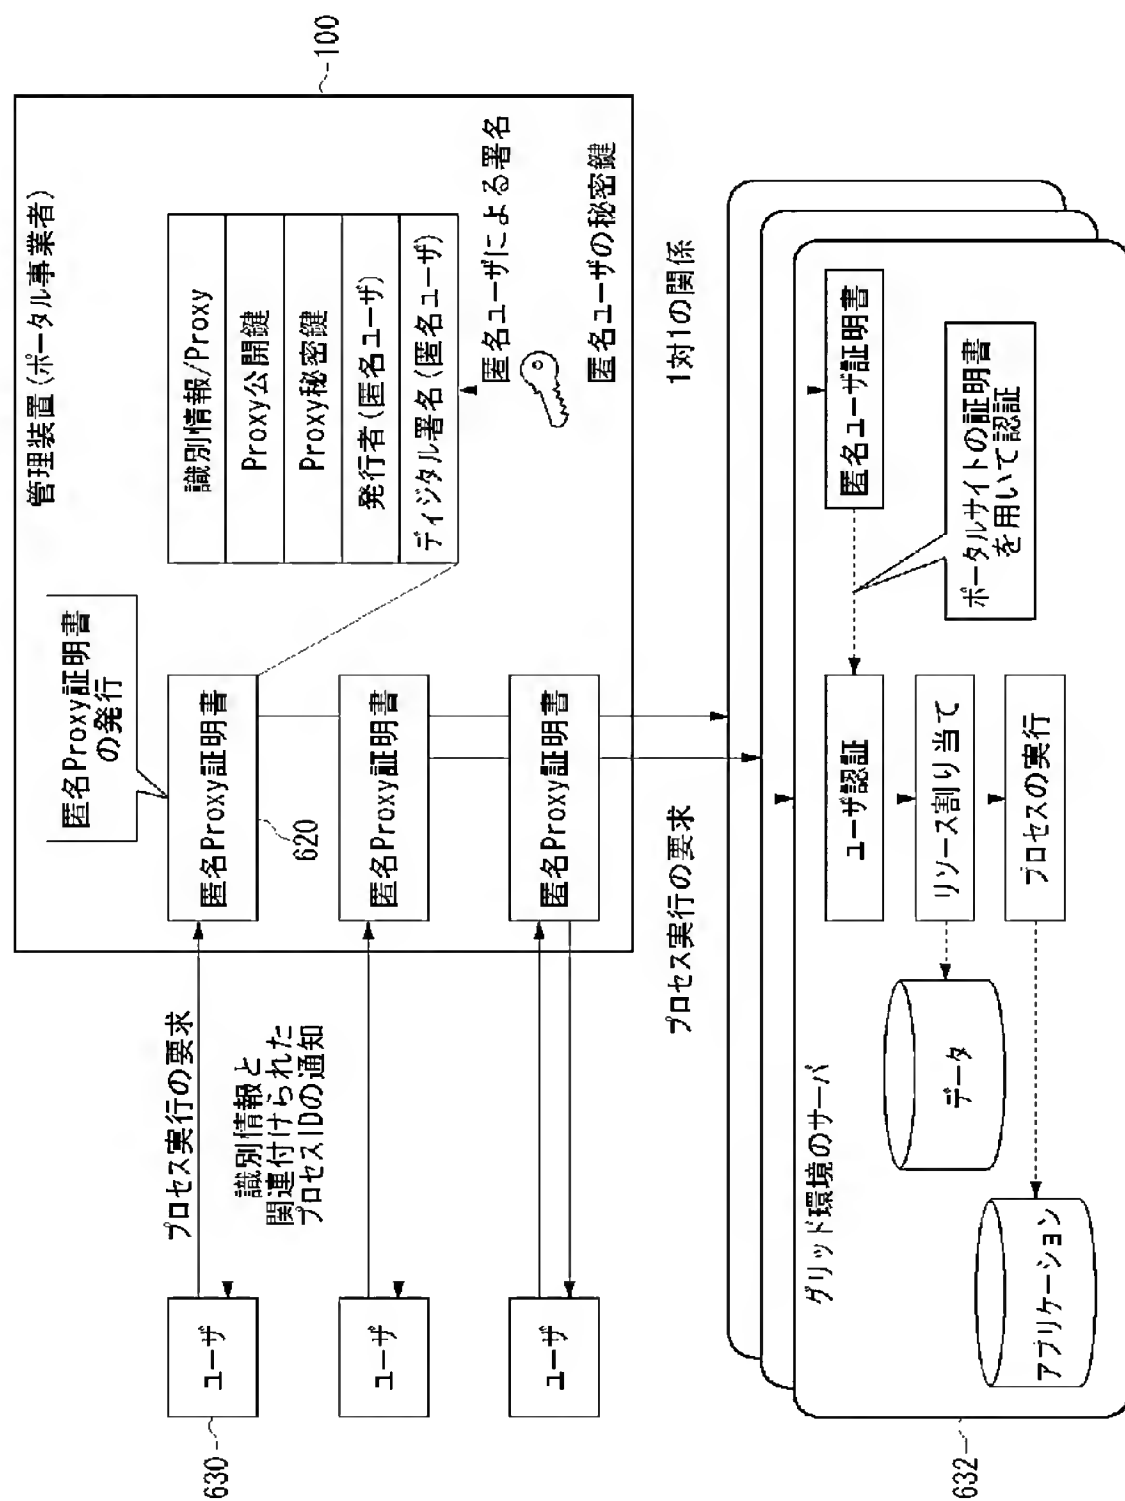 管理装置(ポータル事業者)
100
匿名Proxy証明書
の発行
匿名Proxy証明書
620
匿名Proxy証明書
匿名Proxy証明書
識別情報/Proxy
Proxy公開鍵
Proxy秘密鍵
発行者(匿名ユーザ)
ディジタル署名(匿名ユーザ)
匿名ユーザによる署名
匿名ユーザの秘密鍵
プロセス実行の要求
識別情報と
関連付けられた
プロセスIDの通知
ユーザ
630
ユーザ
ユーザ
プロセス実行の要求
1対1の関係
グリッド環境のサーバ
632
ユーザ認証
匿名ユーザ証明書
ポータルサイトの証明書
を用いて認証
リソース割り当て
プロセスの実行
データ
アプリケーション